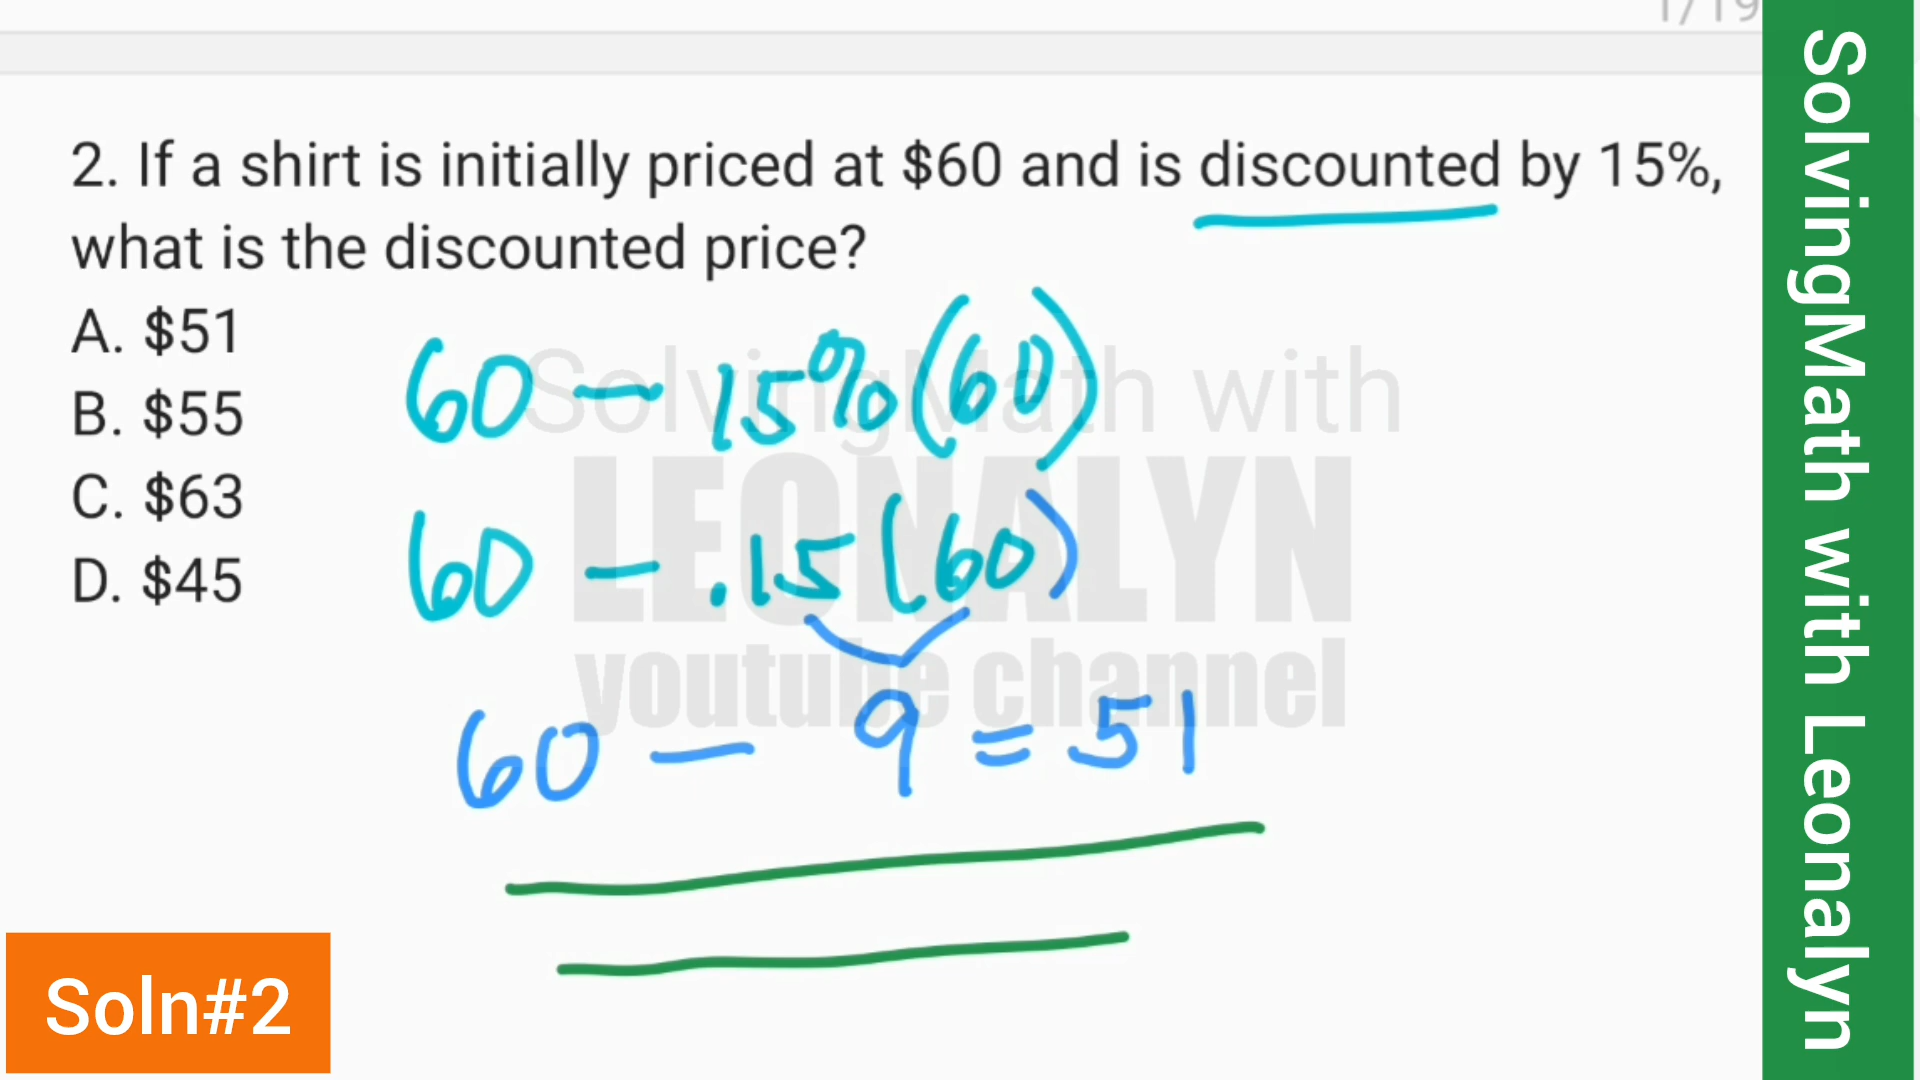 2. If a shirt is initially priced at $60 and is discounted by 15%,
what is the discounted price?
A. $51
B. $55
C. $63
D. $45
60 - 15% (60)
60 - .15 (60)
60 - 9 = 51
SolvingMath with
LEONALYN
youtube channel
Soln#2
SolvingMath with Leonalyn